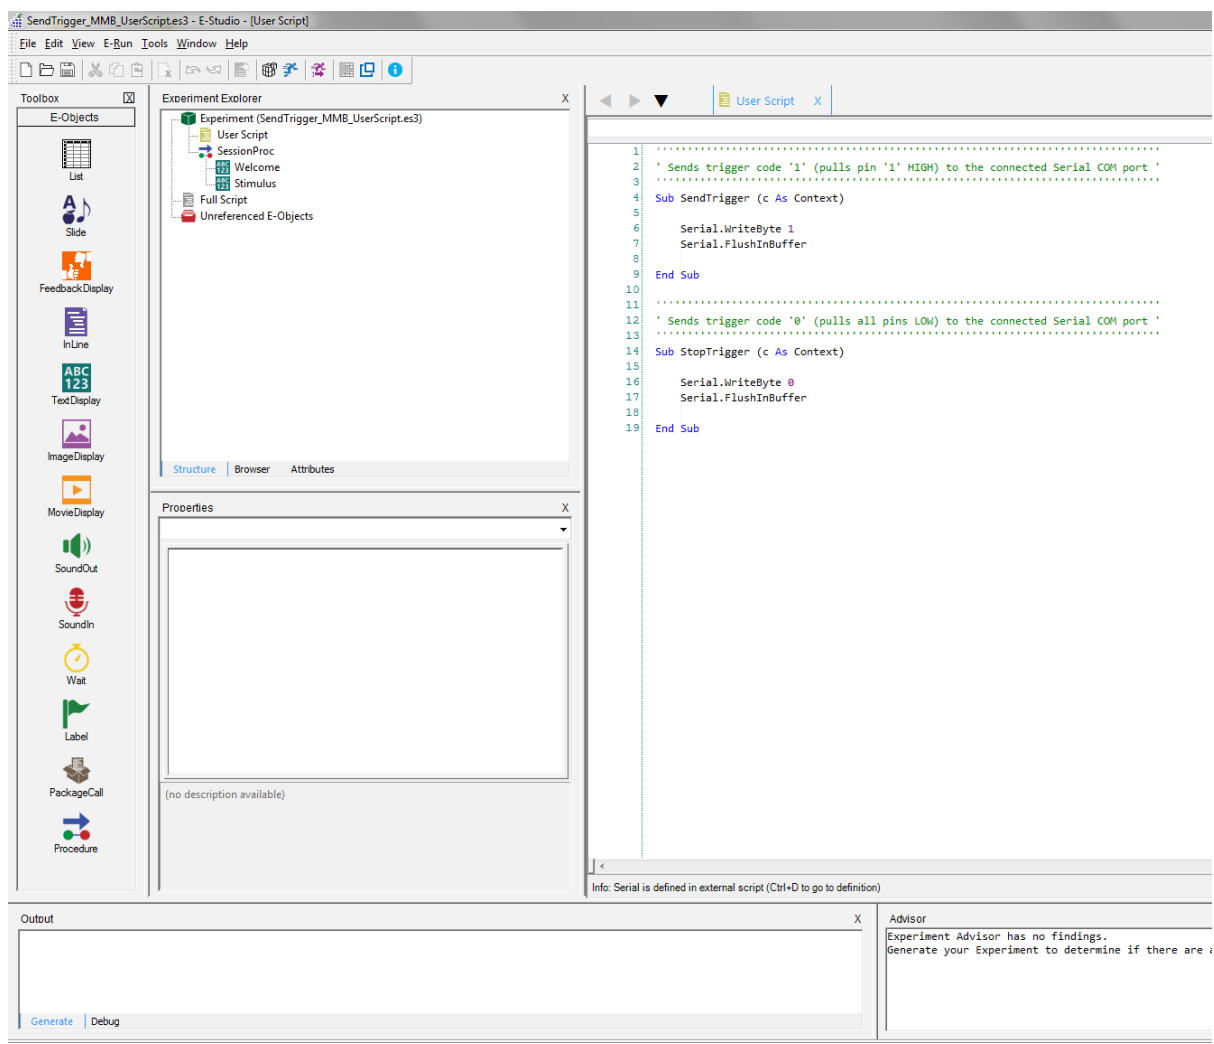 SendTrigger_MMB_UserScript.es3 - E-Studio - [User Script]
File Edit View E-Run Tools Window Help
Toolbox X
E-Objects
List
Slide
FeedbackDisplay
InLine
ABC
123
TextDisplay
ImageDisplay
MovieDisplay
SoundOut
SoundIn
Wait
Label
PackageCall
Procedure
Experiment Explorer X
Experiment (SendTrigger_MMB_UserScript.es3)
User Script
SessionProc
Welcome
Stimulus
Full Script
Unreferenced E-Objects
Structure Browser Attributes
Properties X
(no description available)
User Script X
1 ''''''''''''''''''''''''''''''''''''''''''''''''''''''''''''''''''''''''''''''''
2 ' Sends trigger code '1' (pulls pin '1' HIGH) to the connected Serial COM port '
3 ''''''''''''''''''''''''''''''''''''''''''''''''''''''''''''''''''''''''''''''''
4 Sub SendTrigger (c As Context)
5
6 Serial.WriteByte 1
7 Serial.FlushInBuffer
8
9 End Sub
10
11 ''''''''''''''''''''''''''''''''''''''''''''''''''''''''''''''''''''''''''''''''
12 ' Sends trigger code '0' (pulls all pins LOW) to the connected Serial COM port '
13 ''''''''''''''''''''''''''''''''''''''''''''''''''''''''''''''''''''''''''''''''
14 Sub StopTrigger (c As Context)
15
16 Serial.WriteByte 0
17 Serial.FlushInBuffer
18
19 End Sub
Info: Serial is defined in external script (Ctrl+D to go to definition)
Output X
Generate Debug
Advisor
Experiment Advisor has no findings.
Generate your Experiment to determine if there are a